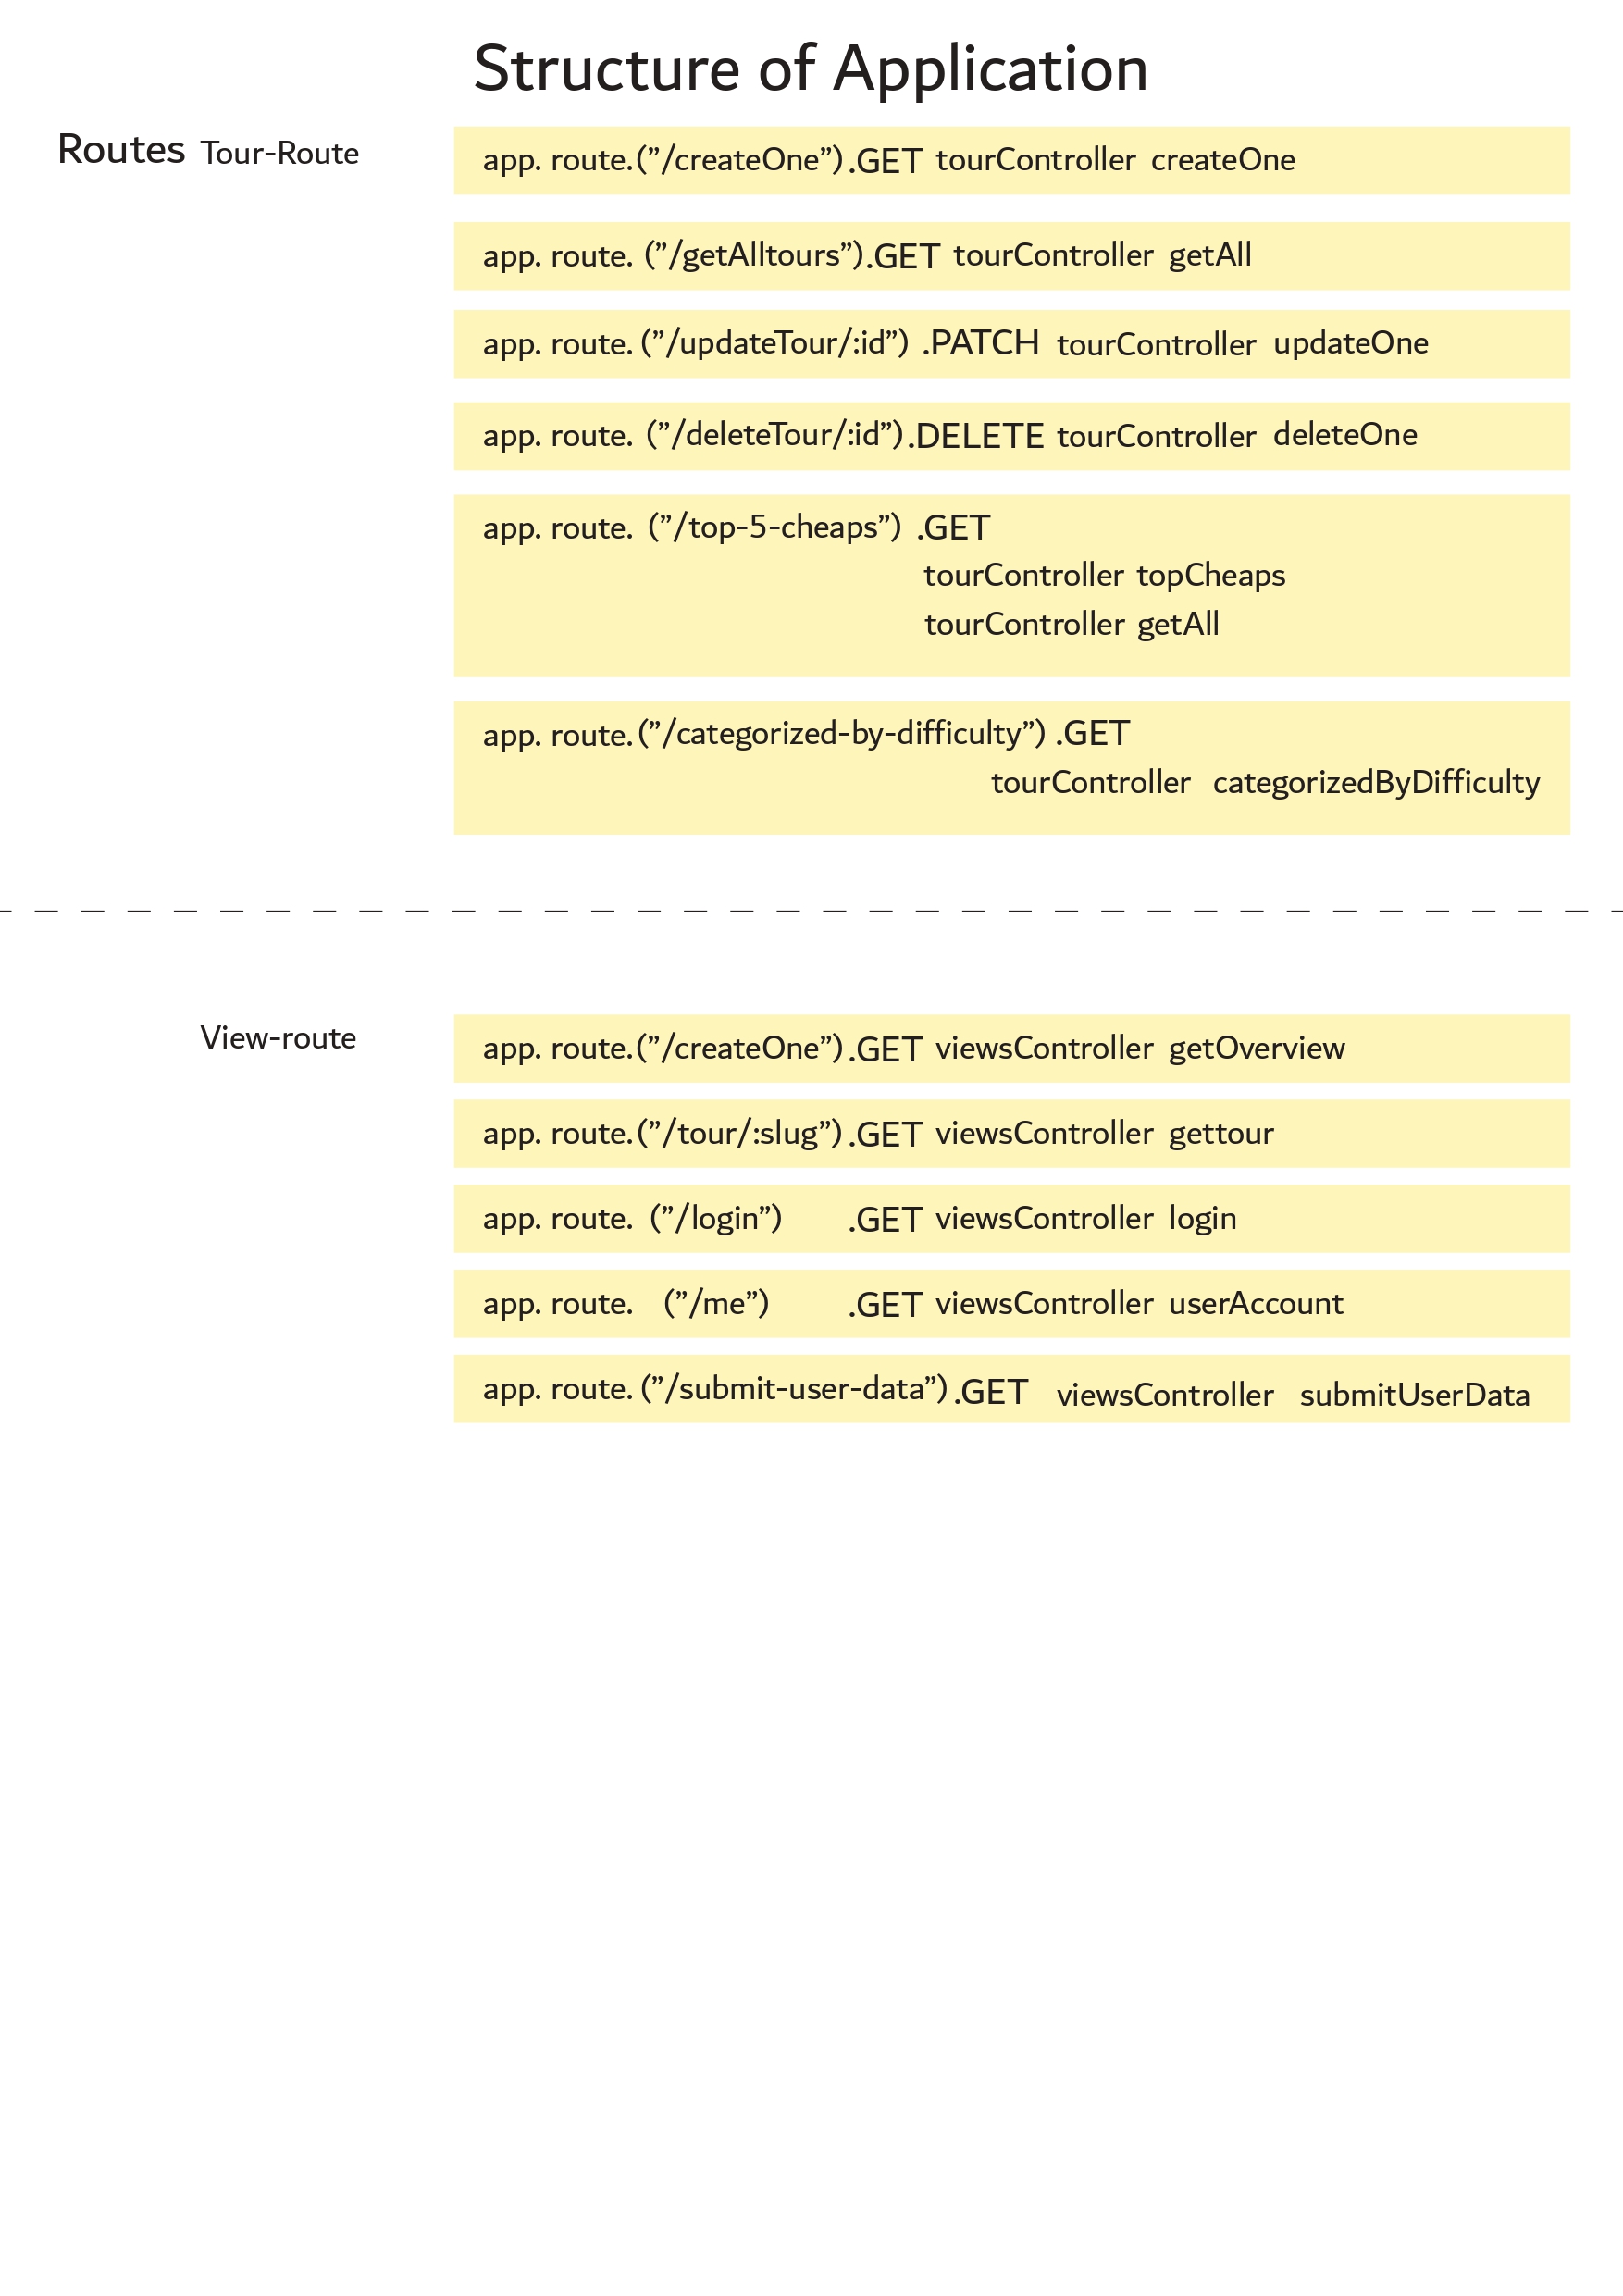 Structure of Application
Routes Tour-Route
app. route.(”/createOne”).GET tourController createOne
app. route. (”/getAlltours”).GET tourController getAll
app. route. (”/updateTour/:id”) .PATCH tourController updateOne
app. route. (”/deleteTour/:id”).DELETE tourController deleteOne
app. route. (”/top-5-cheaps”) .GET
tourController topCheaps
tourController getAll
app. route.(”/categorized-by-difficulty”) .GET
tourController categorizedByDifficulty
View-route
app. route.(”/createOne”).GET viewsController getOverview
app. route.(”/tour/:slug”).GET viewsController gettour
app. route. (”/login”) .GET viewsController login
app. route. (”/me”) .GET viewsController userAccount
app. route. (”/submit-user-data”).GET viewsController submitUserData